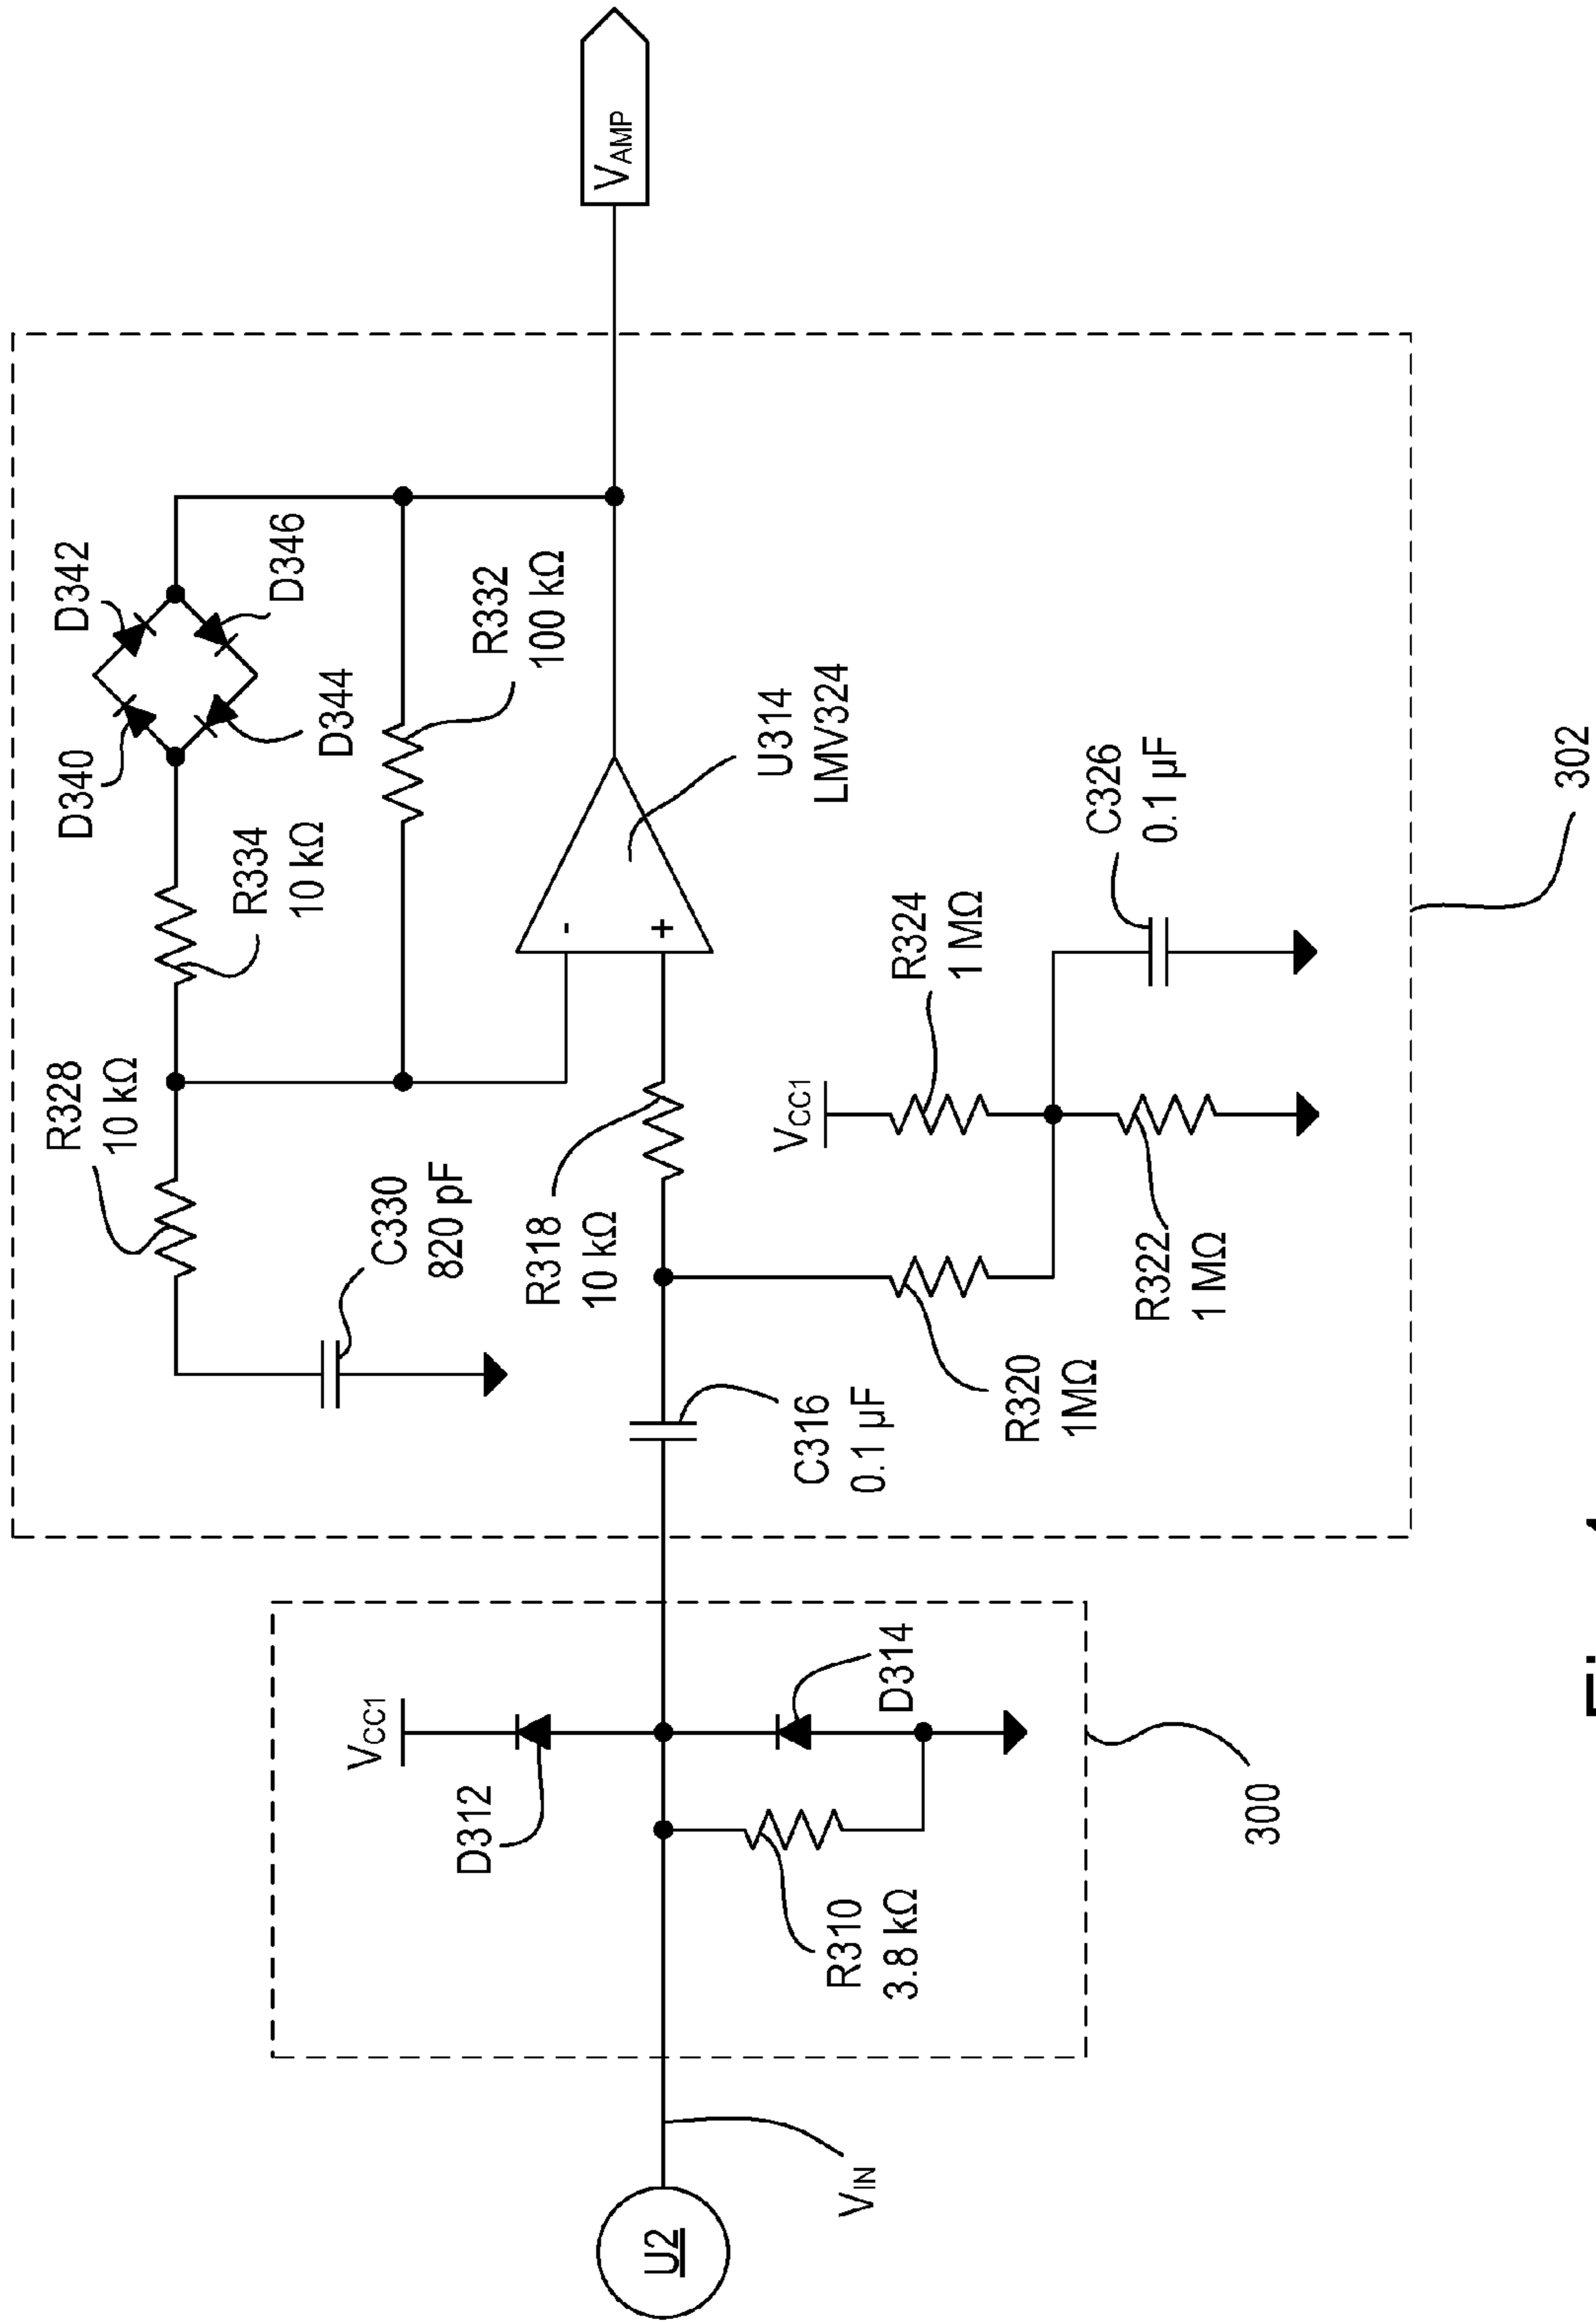 D342
D346
D340
D344
R334
10 kΩ
R328
10 kΩ
R332
100 kΩ
C330
820 pF
U314
LMV324
-
+
VAMP
R318
10 kΩ
VCC1
R324
1 MΩ
C326
0.1 µF
R322
1 MΩ
R320
1MΩ
C316
0.1 µF
302
VCC1
D312
D314
R310
3.8 kΩ
300
U2
VIN